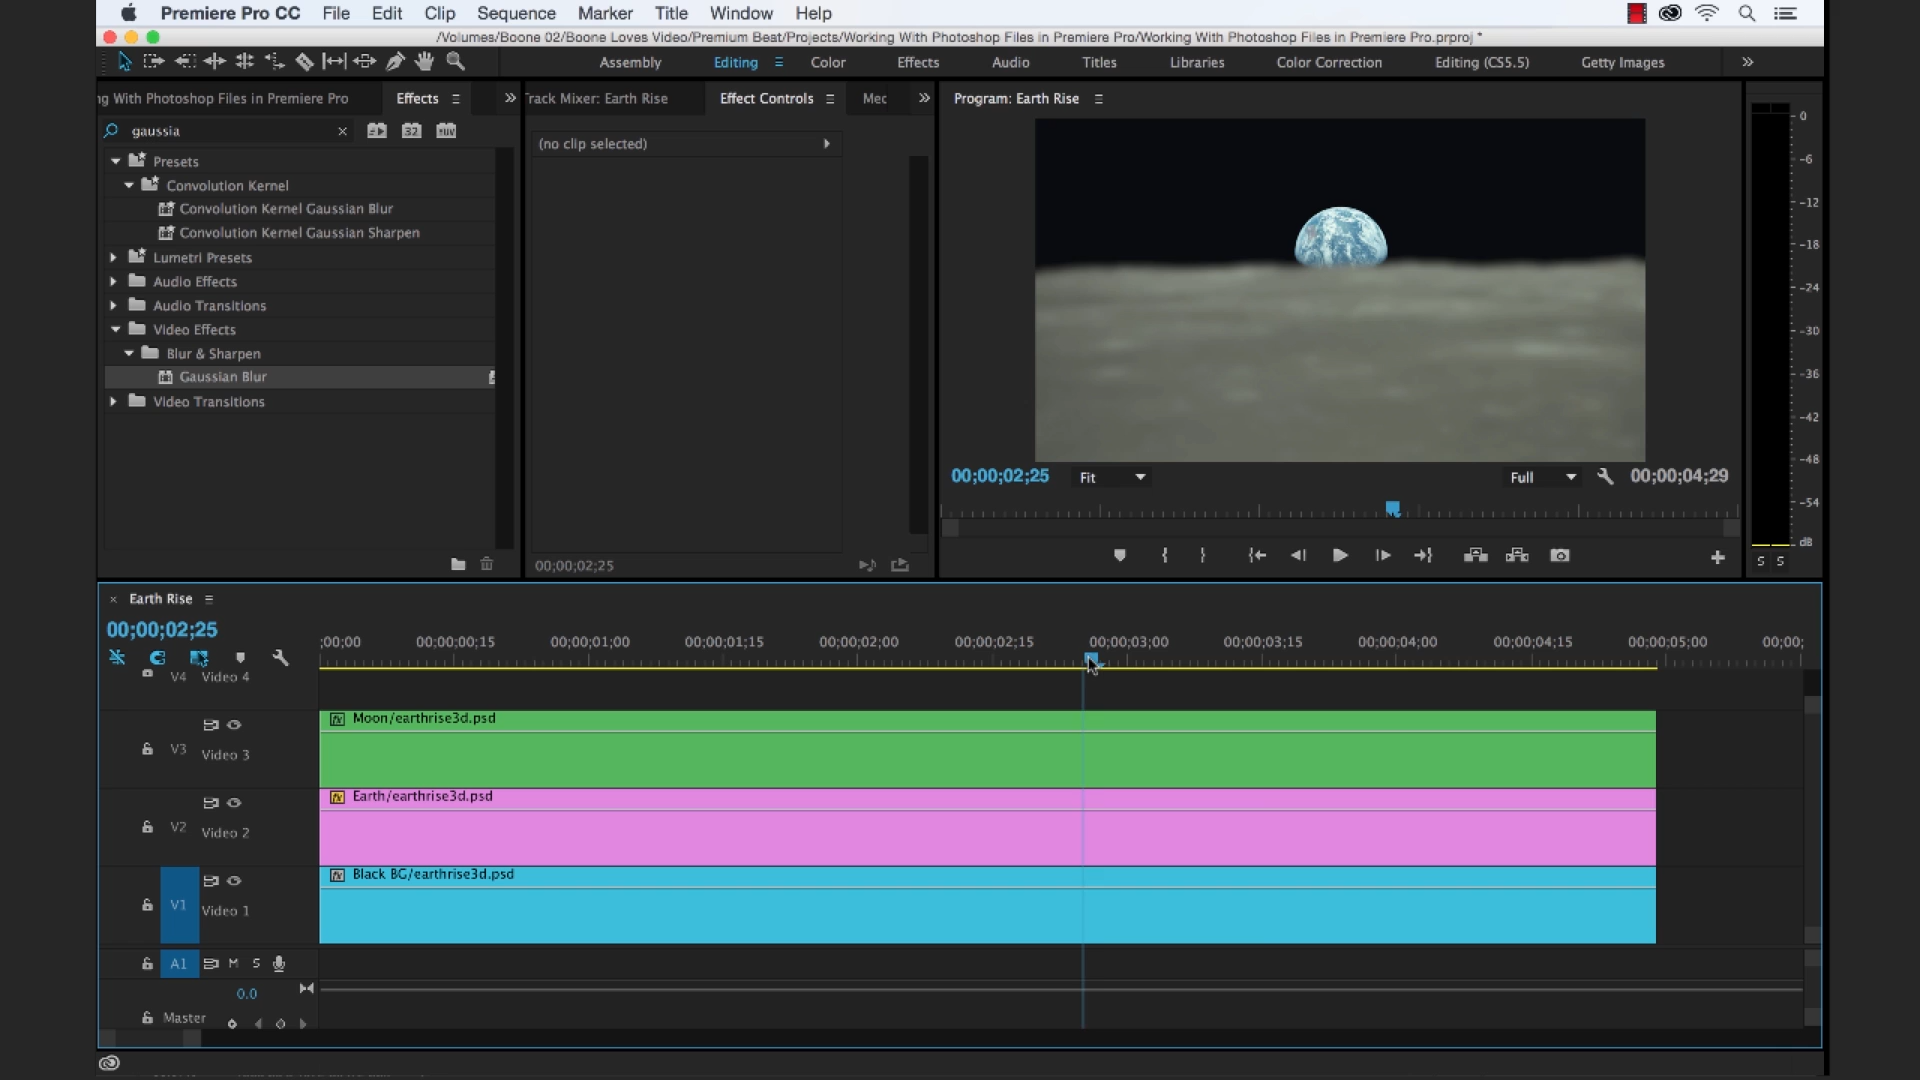 Premiere Pro CC File Edit Clip Sequence Marker Title Window Help
/Volumes/Boone 02/Boone Loves Video/Premium Beat/Projects/Working With Photoshop Files in Premiere Pro/Working With Photoshop Files in Premiere Pro.prproj *
Assembly Editing Color Effects Audio Titles Libraries Color Correction Editing (CS5.5) Getty Images
ng With Photoshop Files in Premiere Pro Effects
Track Mixer: Earth Rise Effect Controls Mec
Program: Earth Rise
gaussia
32
YUV
Presets
Convolution Kernel
Convolution Kernel Gaussian Blur
Convolution Kernel Gaussian Sharpen
Lumetri Presets
Audio Effects
Audio Transitions
Video Effects
Blur & Sharpen
Gaussian Blur
Video Transitions
(no clip selected)
00;00;02;25
00;00;02;25 Fit Full 00;00;04;29
0
-6
-12
-18
-24
-30
-36
-42
-48
-54
dB
S S
Earth Rise
00;00;02;25
;00;00 00;00;00;15 00;00;01;00 00;00;01;15 00;00;02;00 00;00;02;15 00;00;03;00 00;00;03;15 00;00;04;00 00;00;04;15 00;00;05;00 00;00;
V4 Video 4
Moon/earthrise3d.psd
V3 Video 3
Earth/earthrise3d.psd
V2 Video 2
Black BG/earthrise3d.psd
V1 Video 1
A1 M S
0.0
Master